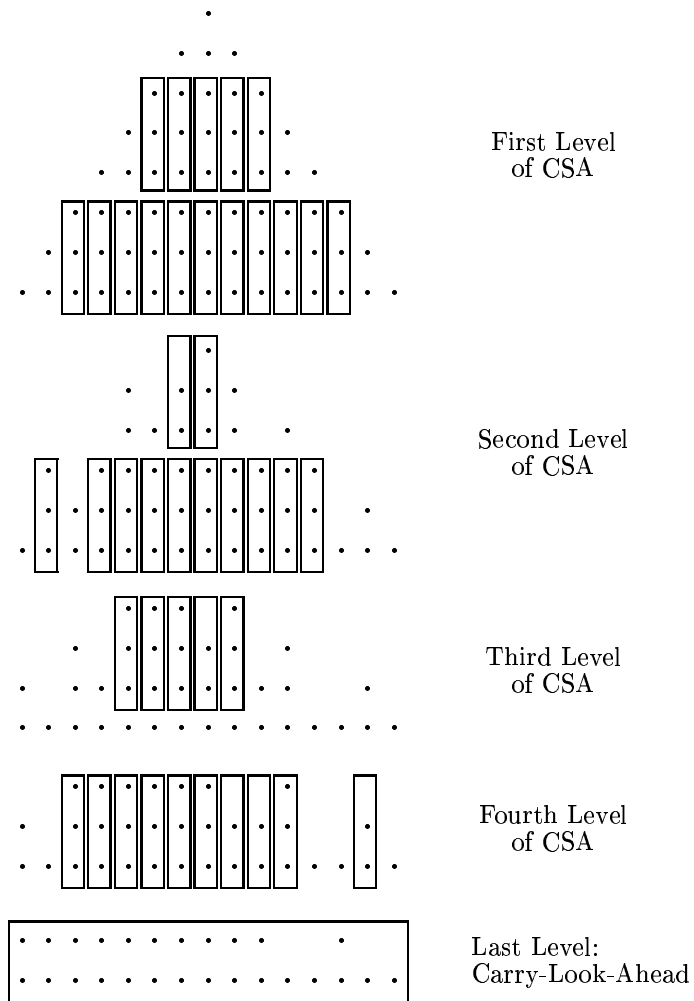 First Level
of CSA
Second Level
of CSA
Third Level
of CSA
Fourth Level
of CSA
Last Level:
Carry-Look-Ahead